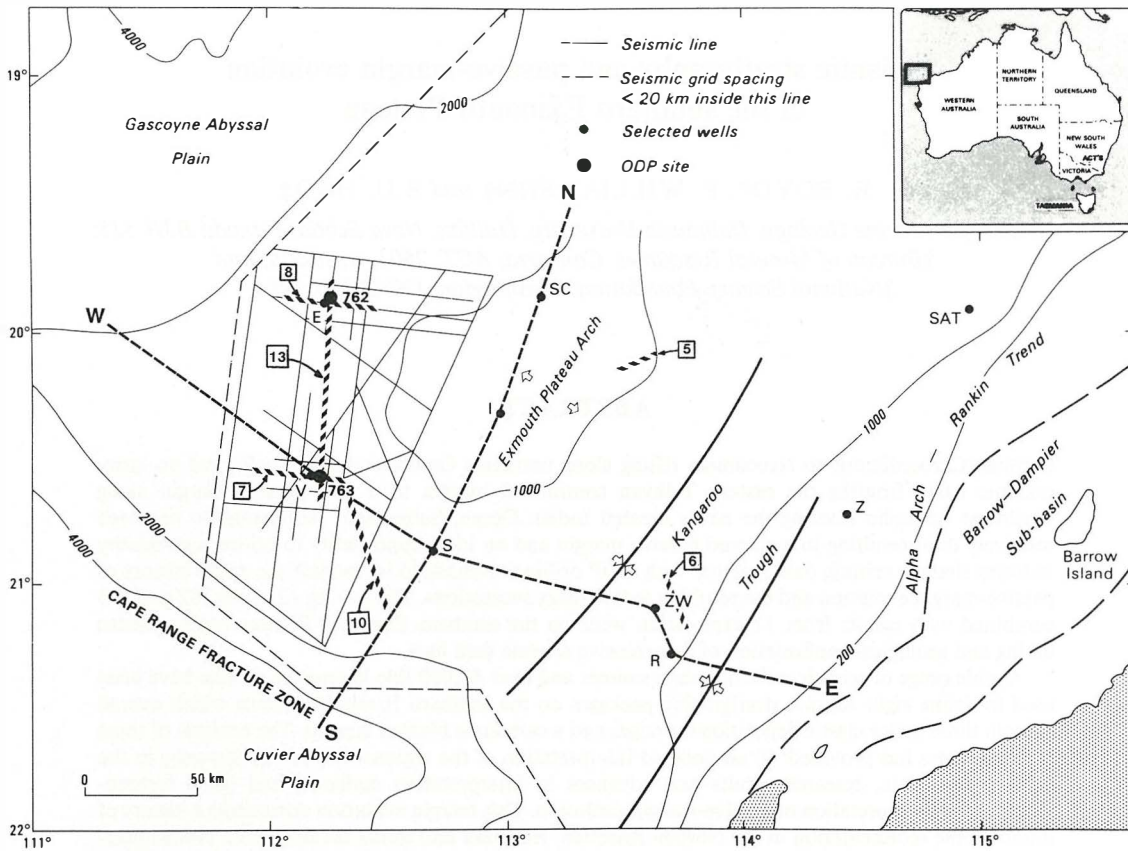 4000
19°
2000
Gascoyne Abyssal
Plain
Seismic line
Seismic grid spacing
< 20 km inside this line
Selected wells
ODP site
NORTHERN
TERRITORY
QUEENSLAND
WESTERN
AUSTRALIA
SOUTH
AUSTRALIA
NEW SOUTH
WALES
VICTORIA
TASMANIA
N
8
762
E
SC
SAT
20°
W
13
5
Exmouth Plateau Arch
I
1000
1000
Rankin Trend
7
V
763
Kangaroo
Trough
Z
Alpha Arch
Barrow-Dampier
Sub-basin
Barrow
Island
2000
4000
S
6
21°
ZW
10
R
E
200
CAPE RANGE FRACTURE ZONE
S
Cuvier Abyssal
Plain
0 50 km
22°
111° 112° 113° 114° 115°